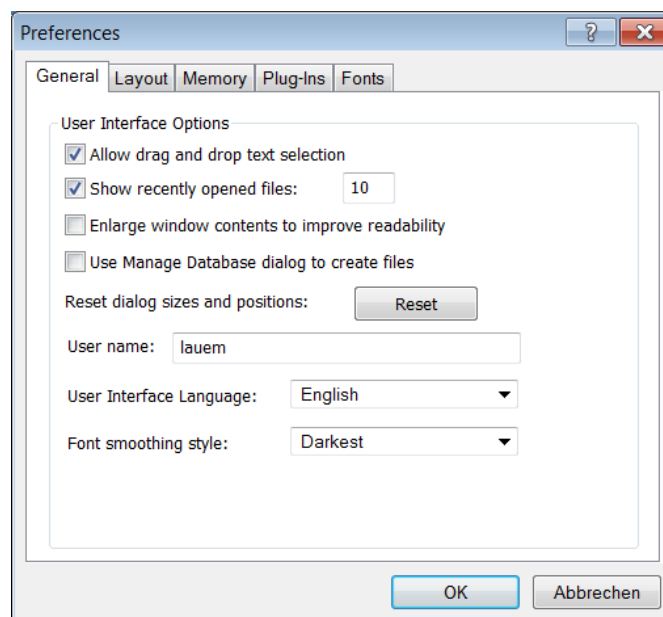 Preferences
General Layout Memory Plug-Ins Fonts
User Interface Options
Allow drag and drop text selection
Show recently opened files: 10
Enlarge window contents to improve readability
Use Manage Database dialog to create files
Reset dialog sizes and positions: Reset
User name: lauem
User Interface Language: English
Font smoothing style: Darkest
OK Abbrechen